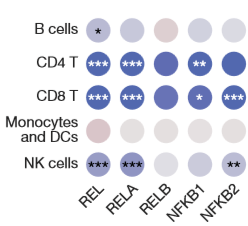 B cells *
CD4 T *** *** **
CD8 T *** *** * ***
Monocytes
and DCs
NK cells *** *** **
REL RELA RELB NFKB1 NFKB2